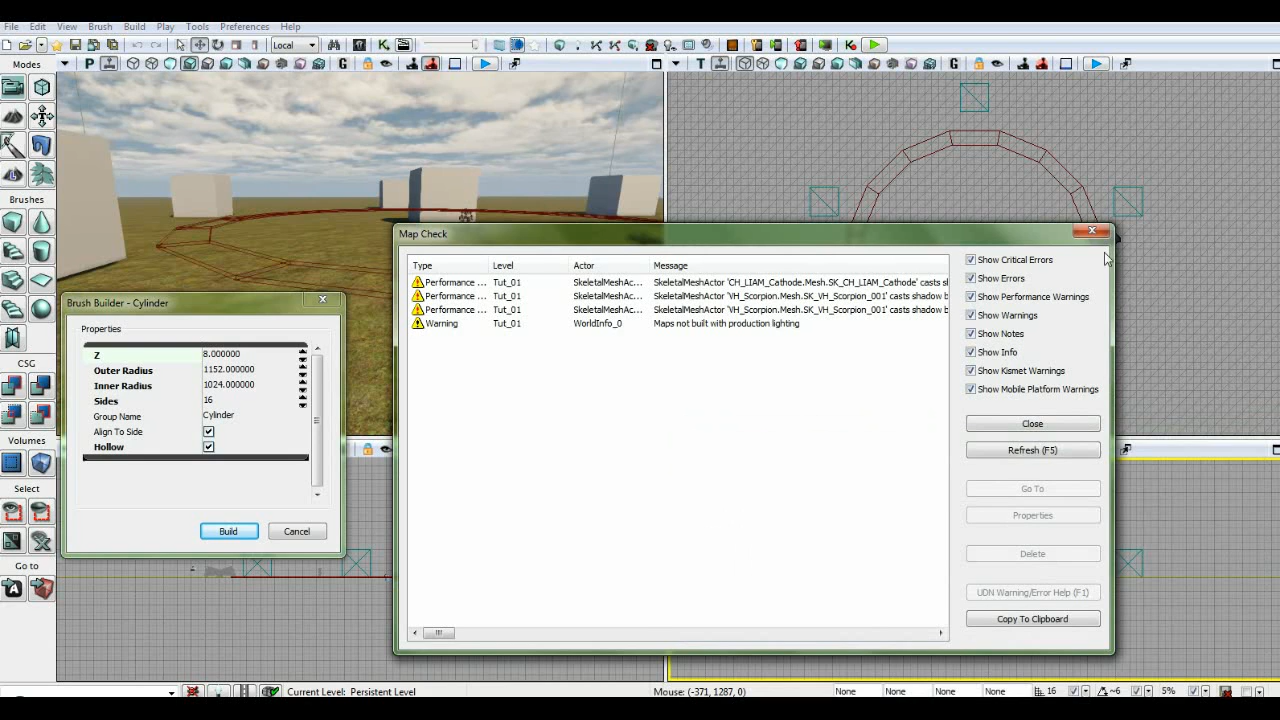 File Edit View Brush Build Play Tools Preferences Help
Local
Modes
P
G
T
G
Brushes
CSG
Volumes
Select
Go to
Brush Builder - Cylinder
Properties
Z 8.000000
Outer Radius 1152.000000
Inner Radius 1024.000000
Sides 16
Group Name Cylinder
Align To Side
Hollow
Build Cancel
Map Check
Type Level Actor Message
Performance ... Tut_01 SkeletalMeshAc... SkeletalMeshActor 'CH_LIAM_Cathode.Mesh.SK_CH_LIAM_Cathode' casts sl
Performance ... Tut_01 SkeletalMeshAc... SkeletalMeshActor 'VH_Scorpion.Mesh.SK_VH_Scorpion_001' casts shadow b
Performance ... Tut_01 SkeletalMeshAc... SkeletalMeshActor 'VH_Scorpion.Mesh.SK_VH_Scorpion_001' casts shadow b
Warning Tut_01 WorldInfo_0 Maps not built with production lighting
Show Critical Errors
Show Errors
Show Performance Warnings
Show Warnings
Show Notes
Show Info
Show Kismet Warnings
Show Mobile Platform Warnings
Close
Refresh (F5)
Go To
Properties
Delete
UDN Warning/Error Help (F1)
Copy To Clipboard
Current Level: Persistent Level
Mouse: (-371, 1287, 0)
None None None None
16
~6
5%